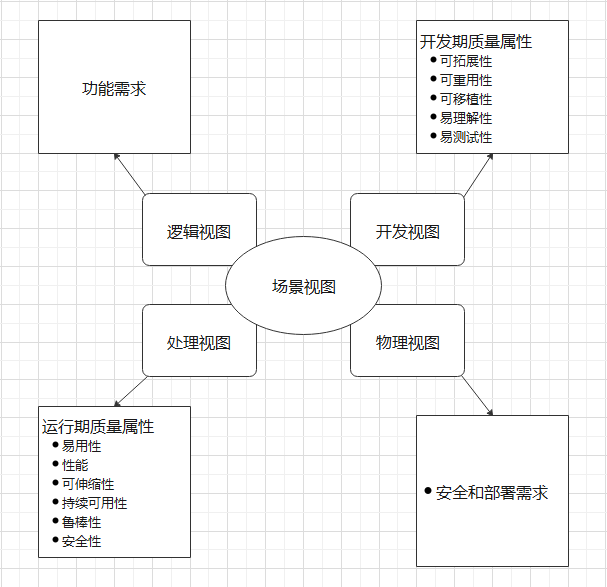 功能需求
开发期质量属性
可拓展性
可重用性
可移植性
易理解性
易测试性
逻辑视图
开发视图
场景视图
处理视图
物理视图
运行期质量属性
易用性
性能
可伸缩性
持续可用性
鲁棒性
安全性
安全和部署需求